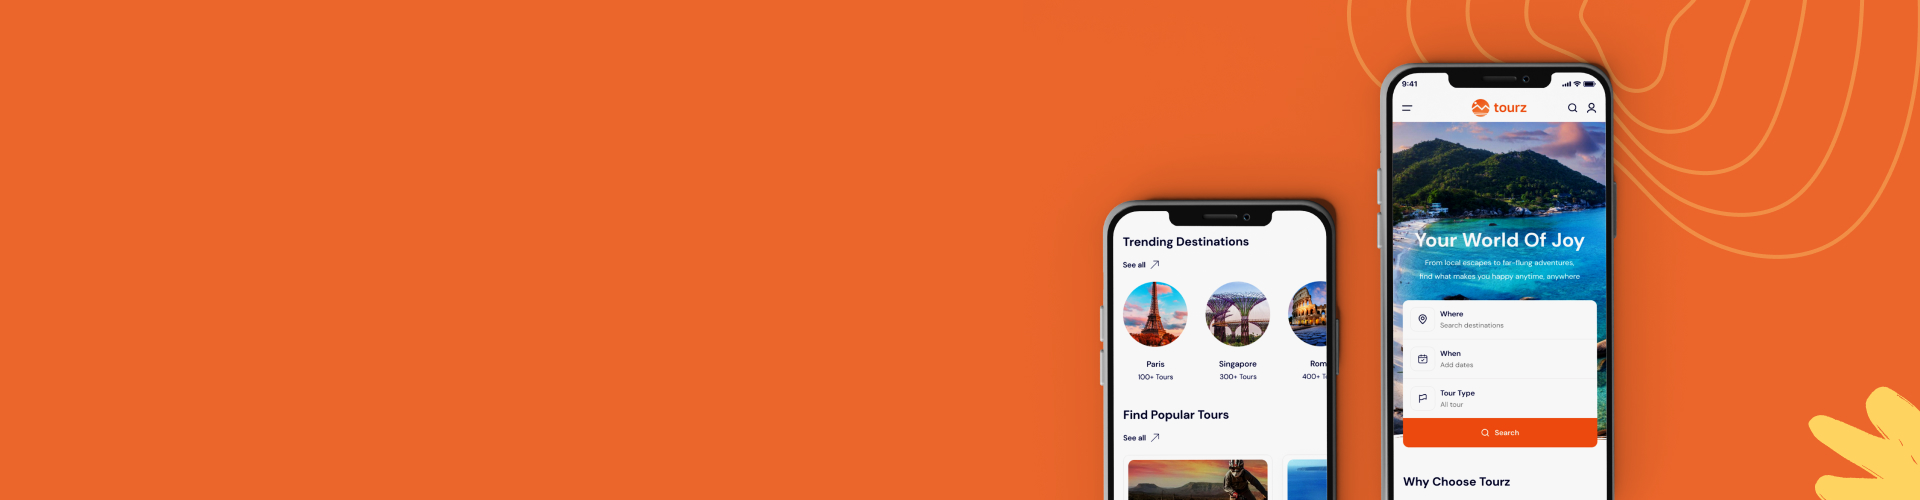 Trending Destinations
See all
Paris
100+ Tours
Singapore
300+ Tours
Rom
400+ T
Find Popular Tours
See all
9:41
tourz
Your World Of Joy
From local escapes to far-flung adventures,
find what makes you happy anytime, anywhere
Where
Search destinations
When
Add dates
Tour Type
All tour
Search
Why Choose Tourz